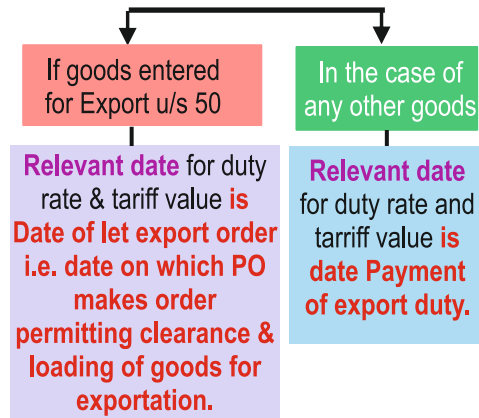 If goods entered
for Export u/s 50
Relevant date for duty
rate & tariff value is
Date of let export order
i.e. date on which PO
makes order
permitting clearance &
loading of goods for
exportation.
In the case of
any other goods
Relevant date
for duty rate and
tarriff value is
date Payment
of export duty.